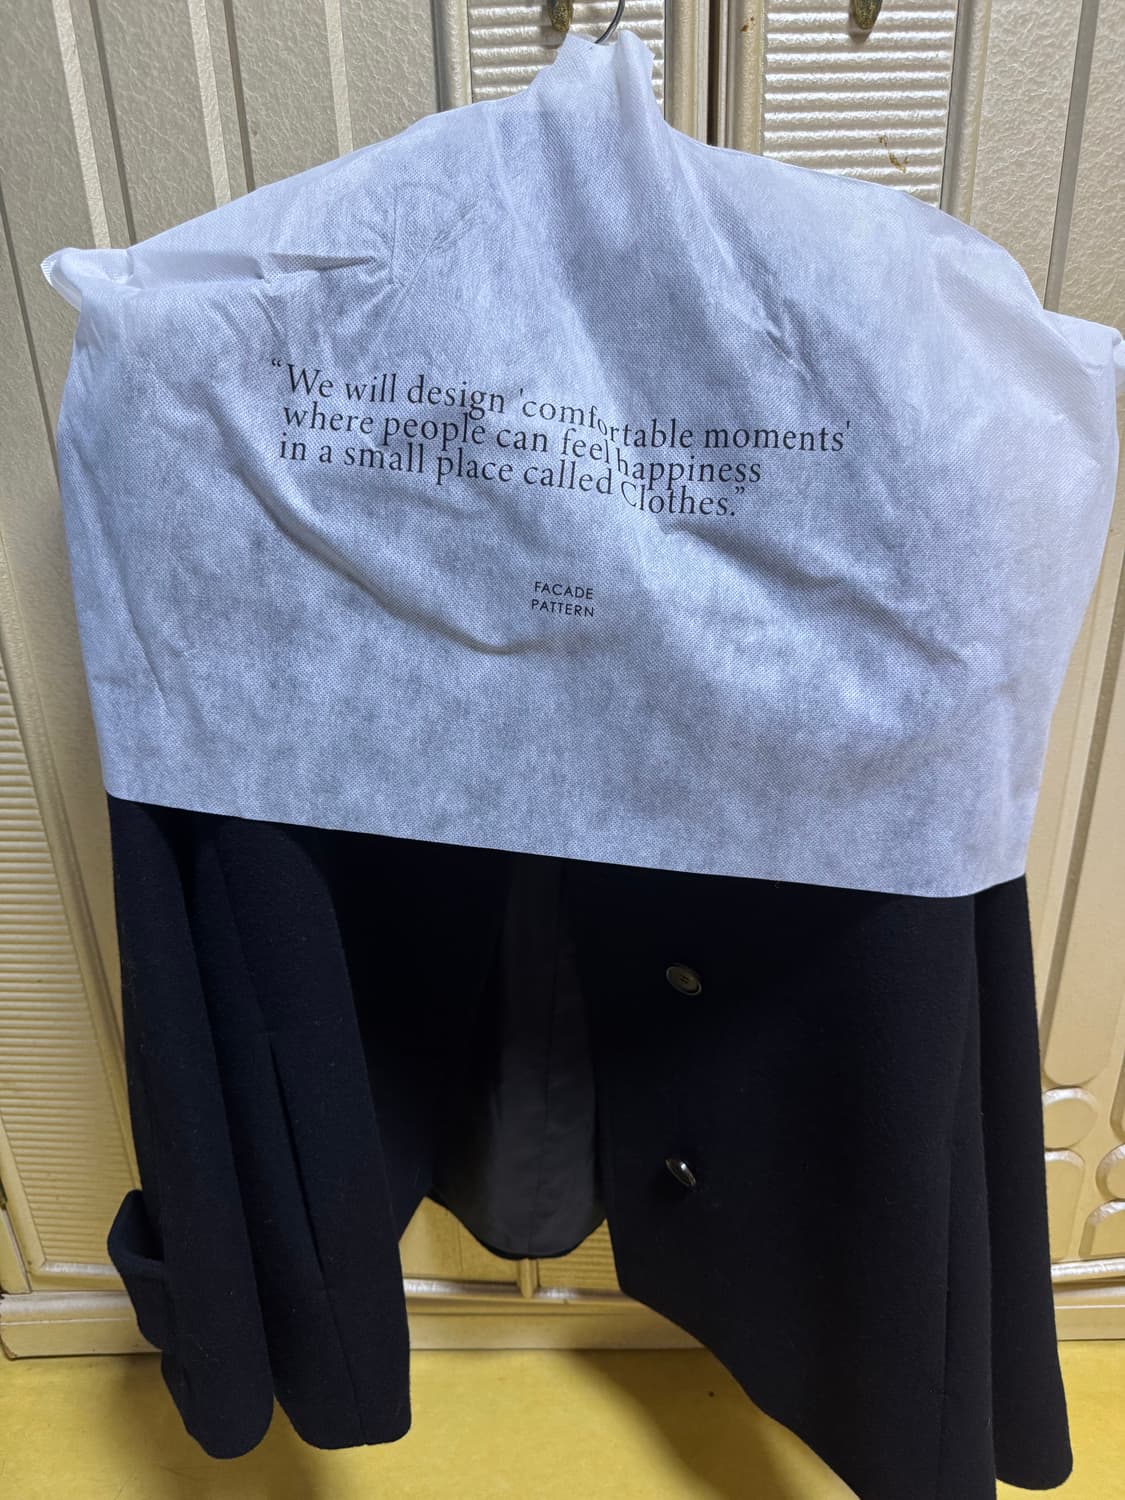 “We will design 'comfortable moments'
where people can feel happiness
in a small place called Clothes.”
FACADE
PATTERN